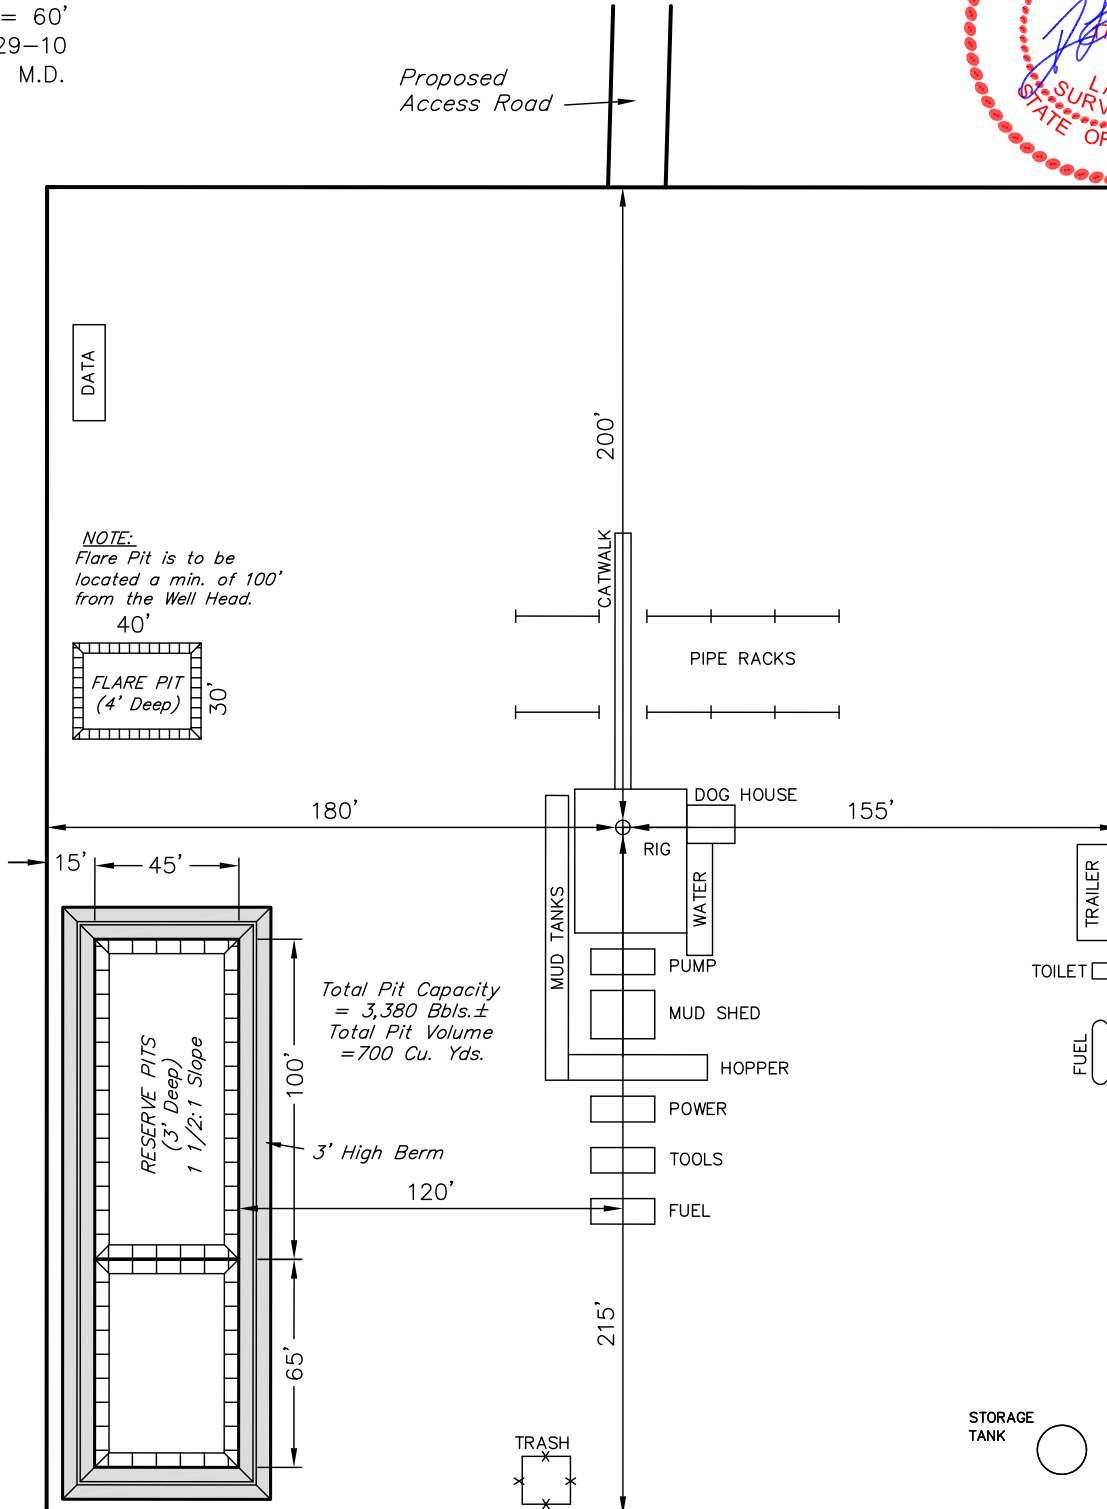 = 60'
29-10
M.D.
Proposed
Access Road
SURV
STATE OF
DATA
200'
NOTE:
Flare Pit is to be
located a min. of 100'
from the Well Head.
40'
FLARE PIT
(4' Deep)
30'
CATWALK
PIPE RACKS
180'
DOG HOUSE
155'
RIG
15'
45'
MUD TANKS
WATER
TRAILER
PUMP
TOILET
Total Pit Capacity
= 3,380 Bbls.±
Total Pit Volume
=700 Cu. Yds.
MUD SHED
RESERVE PITS
(3' Deep)
1 1/2:1 Slope
100'
HOPPER
FUEL
POWER
3' High Berm
TOOLS
120'
FUEL
215'
65'
STORAGE
TANK
TRASH